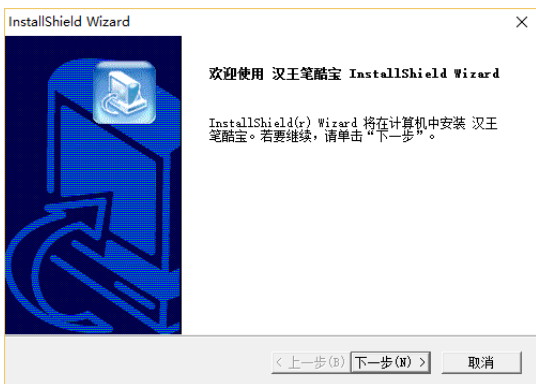 InstallShield Wizard
欢迎使用 汉王笔酷宝 InstallShield Wizard
InstallShield(r) Wizard 将在计算机中安装 汉王
笔酷宝。若要继续，请单击“下一步”。
< 上一步(B) 下一步(N) > 取消